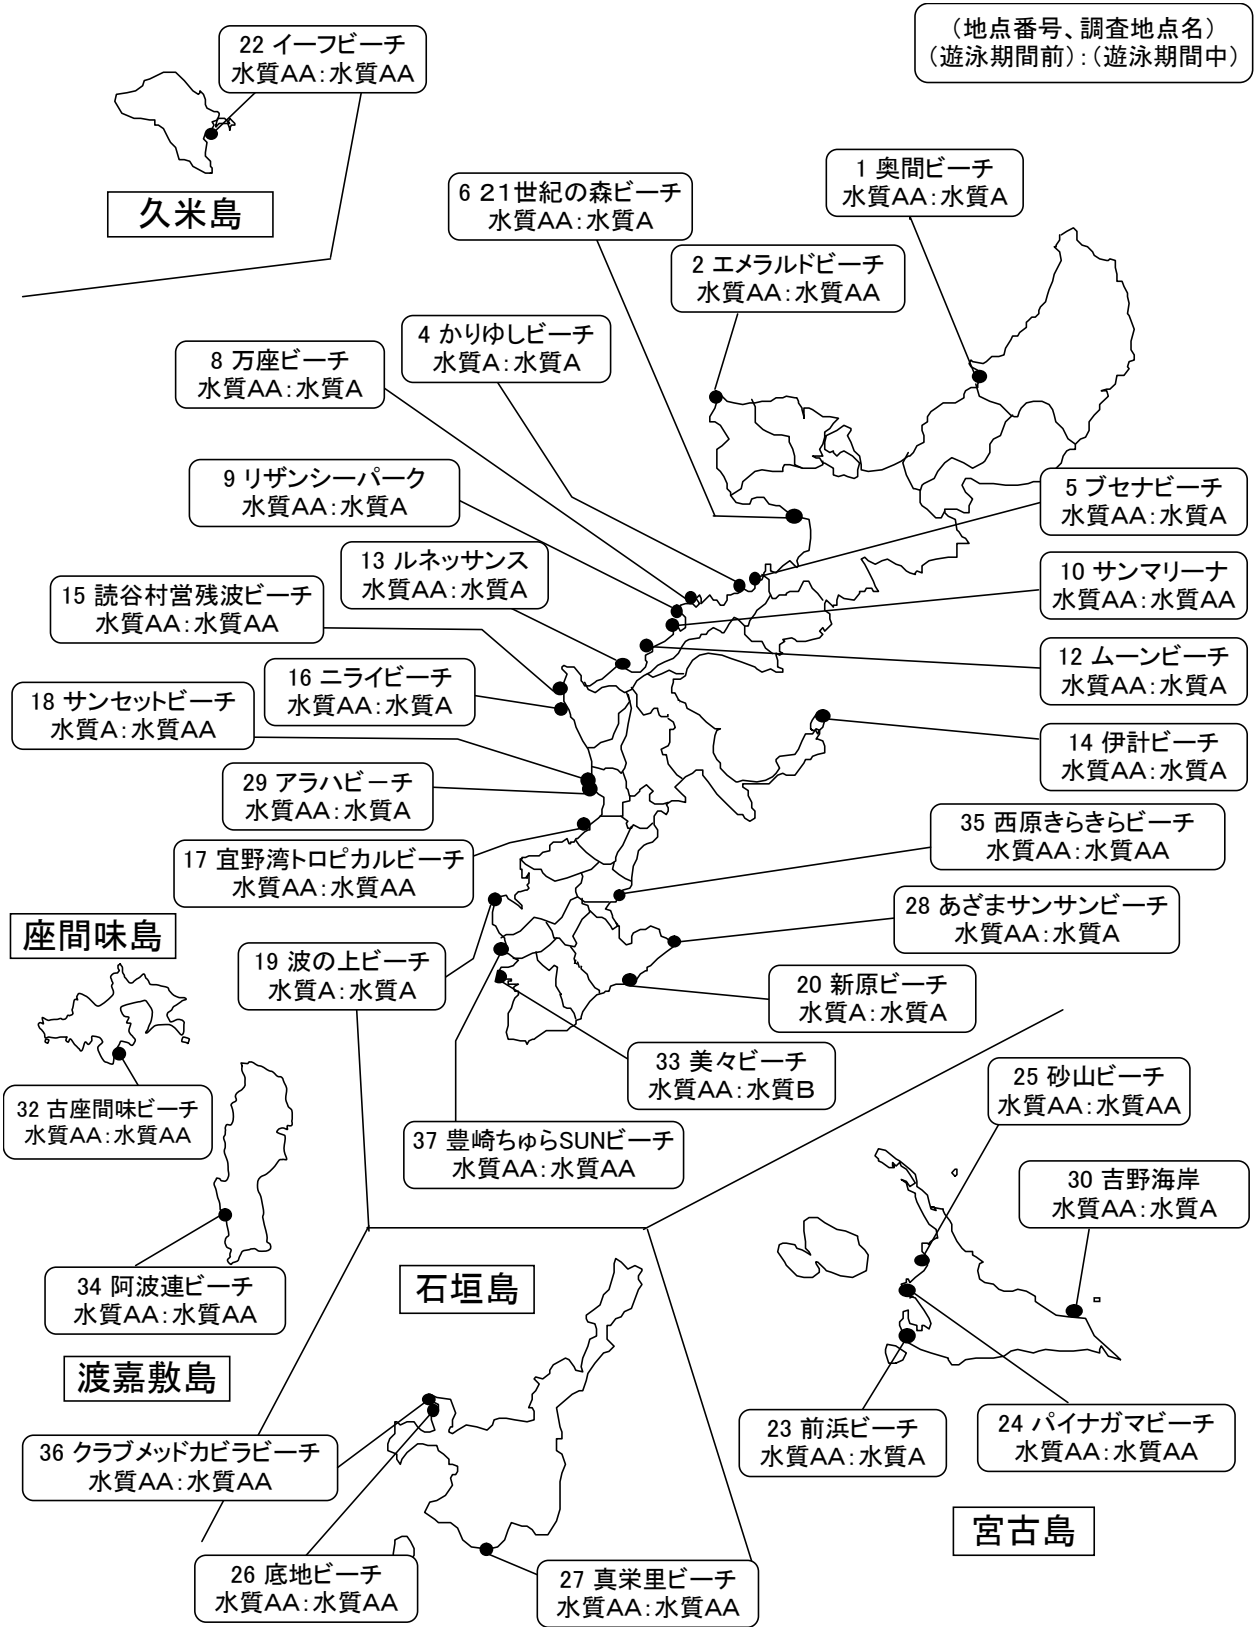 (地点番号、調査地点名)
(遊泳期間前):(遊泳期間中)
22 イーフビーチ
水質AA:水質AA
久米島
1 奥間ビーチ
水質AA:水質A
6 21世紀の森ビーチ
水質AA:水質A
2 エメラルドビーチ
水質AA:水質AA
4 かりゆしビーチ
水質A:水質A
8 万座ビーチ
水質AA:水質A
9 リザンシーパーク
水質AA:水質A
5 ブセナビーチ
水質AA:水質A
13 ルネッサンス
水質AA:水質A
10 サンマリーナ
水質AA:水質AA
15 読谷村営残波ビーチ
水質AA:水質AA
12 ムーンビーチ
水質AA:水質A
16 ニライビーチ
水質AA:水質A
18 サンセットビーチ
水質A:水質AA
14 伊計ビーチ
水質AA:水質A
29 アラハビーチ
水質AA:水質A
35 西原きらきらビーチ
水質AA:水質AA
17 宜野湾トロピカルビーチ
水質AA:水質AA
28 あざまサンサンビーチ
水質AA:水質A
座間味島
19 波の上ビーチ
水質A:水質A
20 新原ビーチ
水質A:水質A
33 美々ビーチ
水質AA:水質B
25 砂山ビーチ
水質AA:水質AA
32 古座間味ビーチ
水質AA:水質AA
37 豊崎ちゅらSUNビーチ
水質AA:水質AA
30 吉野海岸
水質AA:水質A
34 阿波連ビーチ
水質AA:水質AA
石垣島
渡嘉敷島
23 前浜ビーチ
水質AA:水質A
24 パイナガマビーチ
水質AA:水質AA
36 クラブメッドカビラビーチ
水質AA:水質AA
宮古島
26 底地ビーチ
水質AA:水質AA
27 真栄里ビーチ
水質AA:水質AA